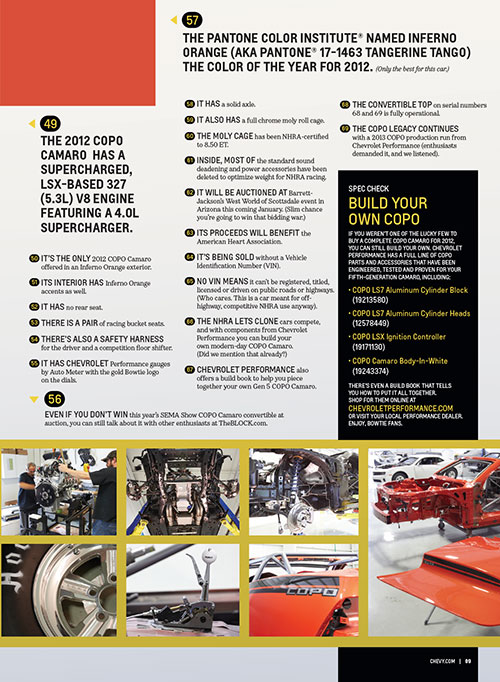 57
THE PANTONE COLOR INSTITUTE® NAMED INFERNO
ORANGE (AKA PANTONE® 17-1463 TANGERINE TANGO)
THE COLOR OF THE YEAR FOR 2012. (Only the best for this car.)
49
THE 2012 COPO
CAMARO HAS A
SUPERCHARGED,
LSX-BASED 327
(5.3L) V8 ENGINE
FEATURING A 4.0L
SUPERCHARGER.
50 IT'S THE ONLY 2012 COPO Camaro
offered in an Inferno Orange exterior.
51 ITS INTERIOR HAS Inferno Orange
accents as well.
52 IT HAS no rear seat.
53 THERE IS A PAIR of racing bucket seats.
54 THERE'S ALSO A SAFETY HARNESS
for the driver and a competition floor shifter.
55 IT HAS CHEVROLET Performance gauges
by Auto Meter with the gold Bowtie logo
on the dials.
56
EVEN IF YOU DON'T WIN this year's SEMA Show COPO Camaro convertible at
auction, you can still talk about it with other enthusiasts at TheBLOCK.com.
58 IT HAS a solid axle.
59 IT ALSO HAS a full chrome moly roll cage.
60 THE MOLY CAGE has been NHRA-certified
to 8.50 ET.
61 INSIDE, MOST OF the standard sound
deadening and power accessories have been
deleted to optimize weight for NHRA racing.
62 IT WILL BE AUCTIONED AT Barrett-
Jackson's West World of Scottsdale event in
Arizona this coming January. (Slim chance
you're going to win that bidding war.)
63 ITS PROCEEDS WILL BENEFIT the
American Heart Association.
64 IT'S BEING SOLD without a Vehicle
Identification Number (VIN).
65 NO VIN MEANS it can't be registered, titled,
licensed or driven on public roads or highways.
(Who cares. This is a car meant for off-
highway, competitive NHRA use anyway).
66 THE NHRA LETS CLONE cars compete,
and with components from Chevrolet
Performance you can build your
own modern-day COPO Camaro.
(Did we mention that already?)
67 CHEVROLET PERFORMANCE also
offers a build book to help you piece
together your own Gen 5 COPO Camaro.
68 THE CONVERTIBLE TOP on serial numbers
68 and 69 is fully operational.
69 THE COPO LEGACY CONTINUES
with a 2013 COPO production run from
Chevrolet Performance (enthusiasts
demanded it, and we listened).
SPEC CHECK
BUILD YOUR
OWN COPO
IF YOU WEREN'T ONE OF THE LUCKY FEW TO
BUY A COMPLETE COPO CAMARO FOR 2012,
YOU CAN STILL BUILD YOUR OWN. CHEVROLET
PERFORMANCE HAS A FULL LINE OF COPO
PARTS AND ACCESSORIES THAT HAVE BEEN
ENGINEERED, TESTED AND PROVEN FOR YOUR
FIFTH-GENERATION CAMARO, INCLUDING:
• COPO LS7 Aluminum Cylinder Block
(19213580)
• COPO LS7 Aluminum Cylinder Heads
(12578449)
• COPO LSX Ignition Controller
(19171130)
• COPO Camaro Body-In-White
(19243374)
THERE'S EVEN A BUILD BOOK THAT TELLS
YOU HOW TO PUT IT ALL TOGETHER.
SHOP FOR THEM ONLINE AT
CHEVROLETPERFORMANCE.COM
OR VISIT YOUR LOCAL PERFORMANCE DEALER.
ENJOY, BOWTIE FANS.
Hoo
COPO
CHEVY.COM | 89